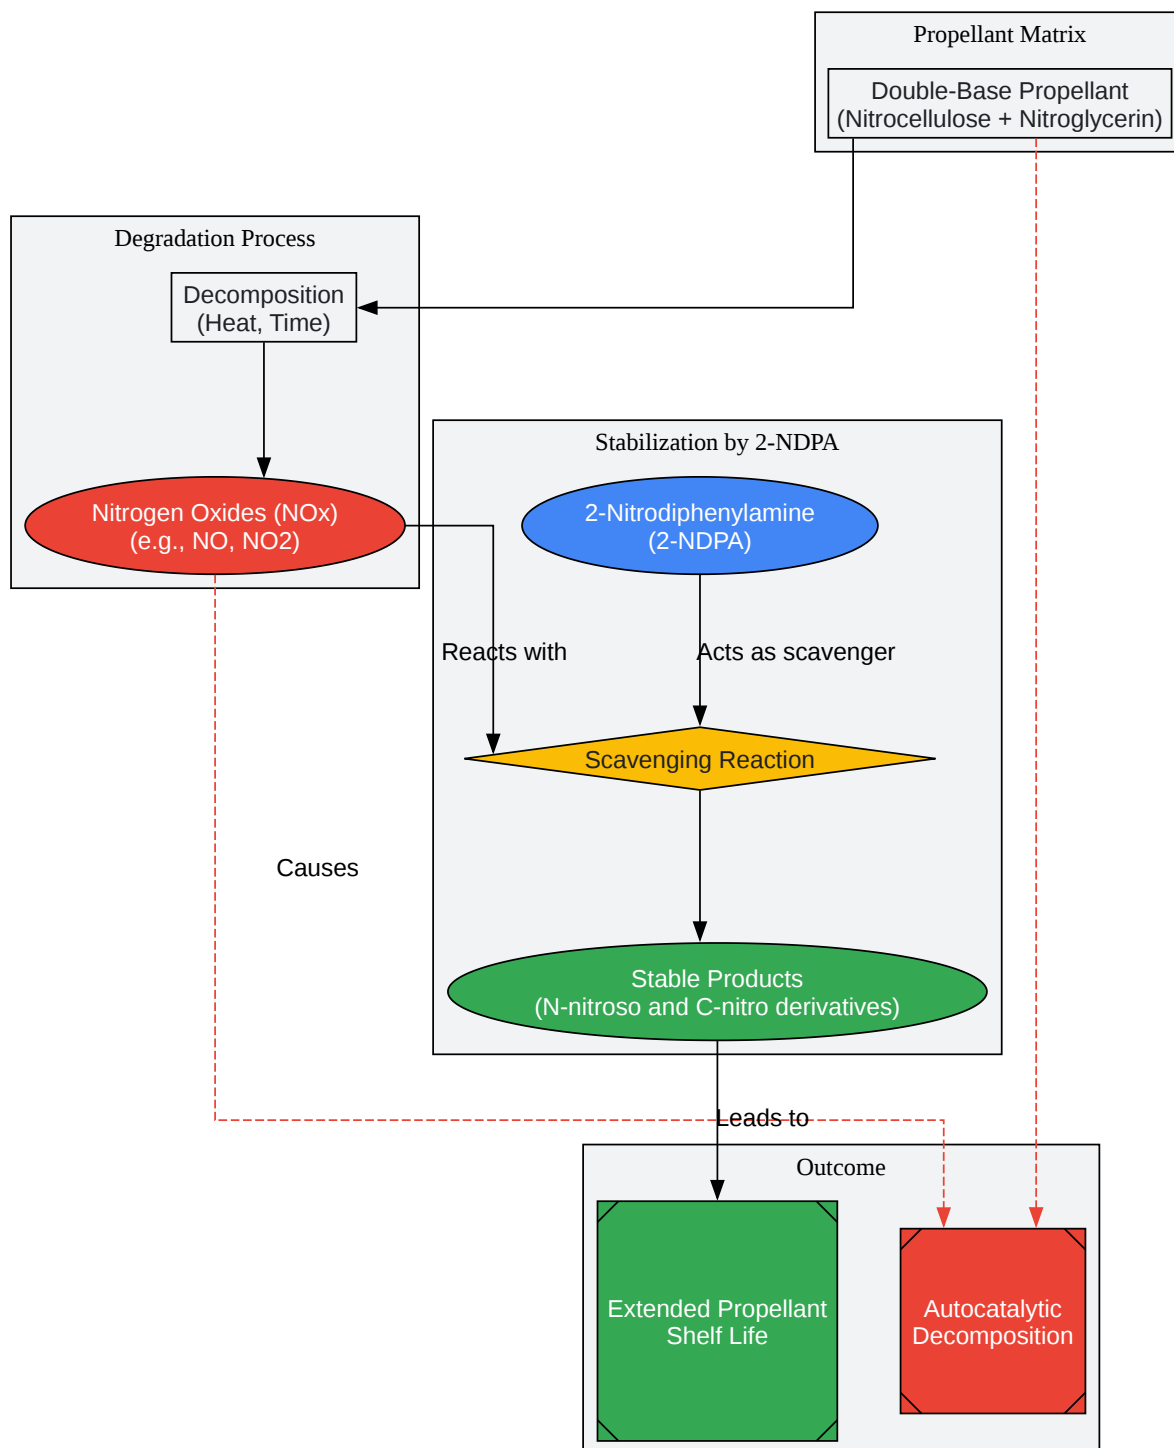 Propellant Matrix
Double-Base Propellant
(Nitrocellulose + Nitroglycerin)
Degradation Process
Decomposition
(Heat, Time)
Nitrogen Oxides (NOx)
(e.g., NO, NO2)
Stabilization by 2-NDPA
2-Nitrodiphenylamine
(2-NDPA)
Reacts with
Acts as scavenger
Scavenging Reaction
Causes
Stable Products
(N-nitroso and C-nitro derivatives)
Leads to
Outcome
Extended Propellant
Shelf Life
Autocatalytic
Decomposition